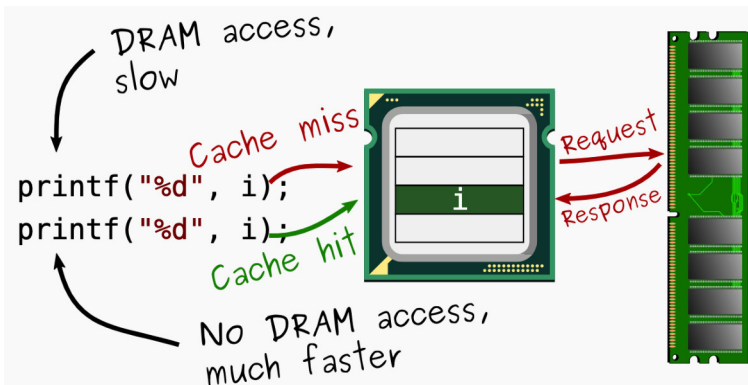 DRAM access,
slow
Cache miss
printf("%d", i);
printf("%d", i);
Cache hit
i
Request
Response
No DRAM access,
much faster